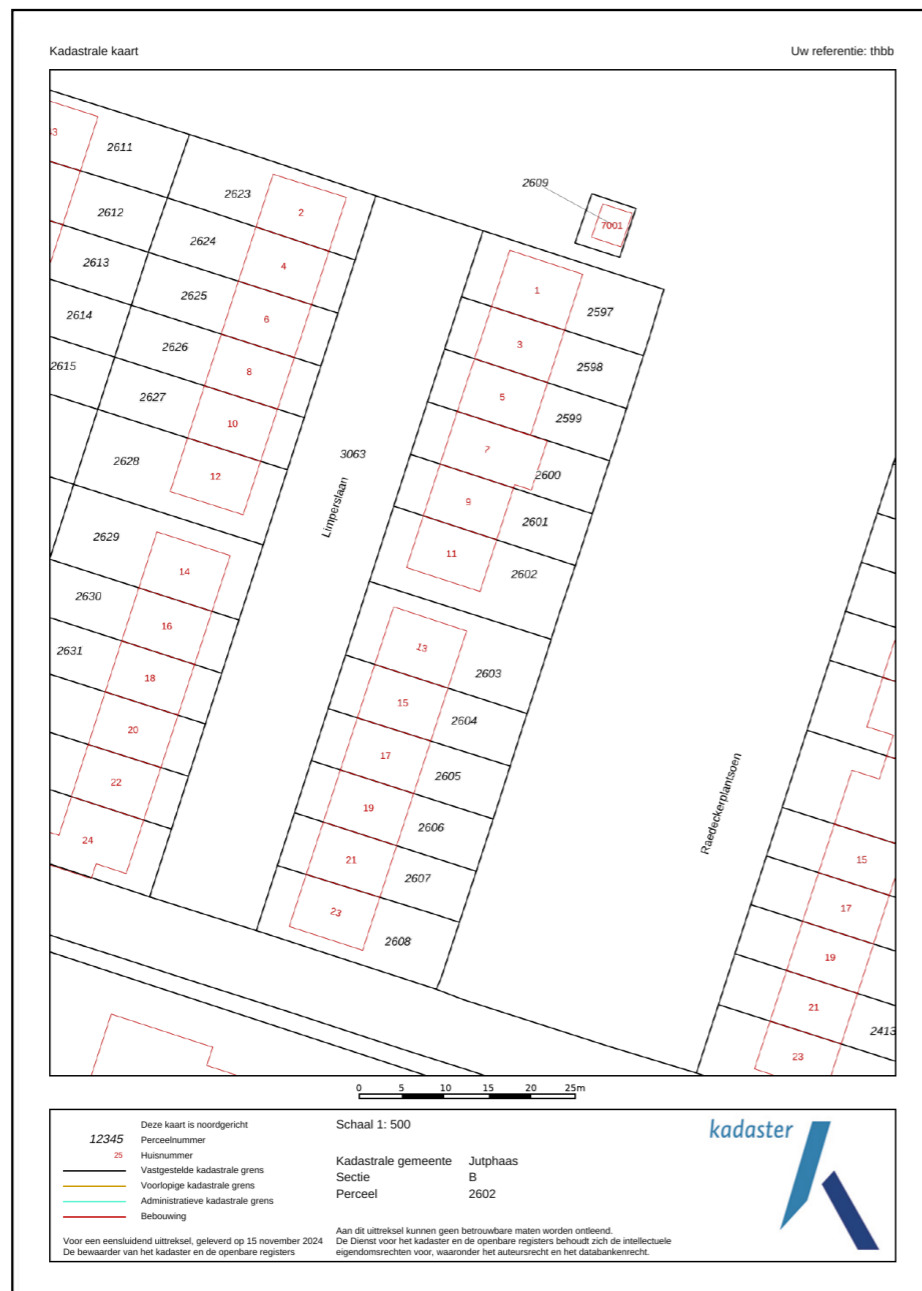 Kadastrale kaart
Uw referentie: thbb
33
2611
2609
2623
2
7001
2612
2624
4
2613
1
2625
2597
2614
6
3
2626
2615
8
2598
2627
5
2599
10
7
3063
2628
12
2600
9
Limperslaan
2601
2629
11
14
2602
2630
16
13
2631
18
2603
15
2604
20
17
2605
22
Raedeckerplantsoen
19
2606
24
21
15
2607
23
17
2608
19
21
2413
23
0 5 10 15 20 25m
Deze kaart is noordgericht
12345 Perceelnummer
25 Huisnummer
Vastgestelde kadastrale grens
Voorlopige kadastrale grens
Administratieve kadastrale grens
Bebouwing
Voor een eensluidend uittreksel, geleverd op 15 november 2024
De bewaarder van het kadaster en de openbare registers
Schaal 1: 500
Kadastrale gemeente Jutphaas
Sectie B
Perceel 2602
Aan dit uittreksel kunnen geen betrouwbare maten worden ontleend.
De Dienst voor het kadaster en de openbare registers behoudt zich de intellectuele
eigendomsrechten voor, waaronder het auteursrecht en het databankenrecht.
kadaster